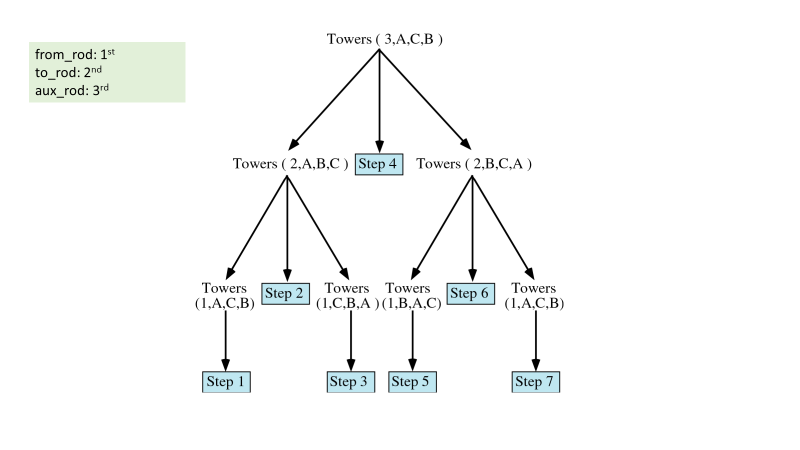 Towers ( 3,A,C,B )
from_rod: 1st
to_rod: 2nd
aux_rod: 3rd
Towers ( 2,A,B,C )
Step 4
Towers ( 2,B,C,A )
Towers
(1,A,C,B)
Step 2
Towers
(1,C,B,A )
Towers
(1,B,A,C)
Step 6
Towers
(1,A,C,B)
Step 1
Step 3
Step 5
Step 7